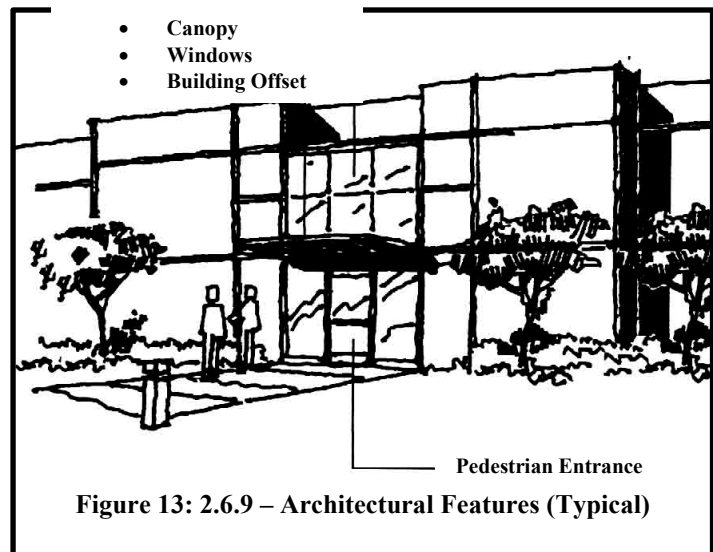 • Canopy
• Windows
• Building Offset
Pedestrian Entrance
Figure 13: 2.6.9 – Architectural Features (Typical)